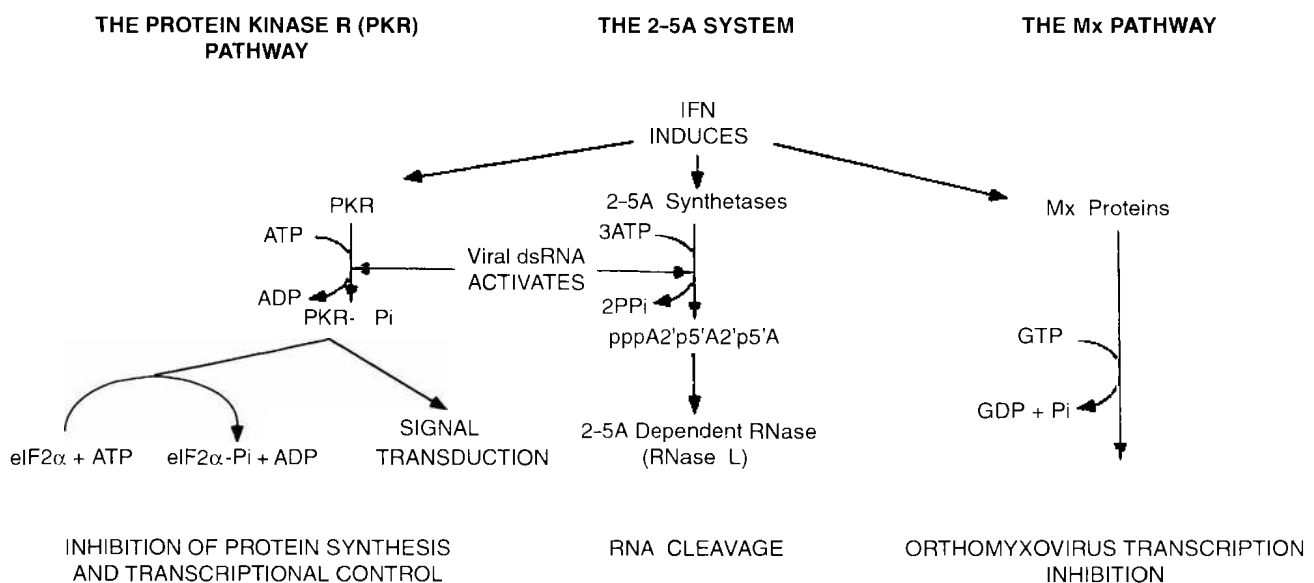 THE PROTEIN KINASE R (PKR)
PATHWAY
THE 2–5A SYSTEM
THE Mx PATHWAY
IFN
INDUCES
PKR
2-5A Synthetases
Mx Proteins
ATP
3ATP
Viral dsRNA
ACTIVATES
ADP
2PPi
PKR- Pi
pppA2'p5'A2'p5'A
GTP
GDP + Pi
eIF2α + ATP
eIF2α-Pi + ADP
SIGNAL
TRANSDUCTION
2-5A Dependent RNase
(RNase L)
INHIBITION OF PROTEIN SYNTHESIS
AND TRANSCRIPTIONAL CONTROL
RNA CLEAVAGE
ORTHOMYXOVIRUS TRANSCRIPTION
INHIBITION